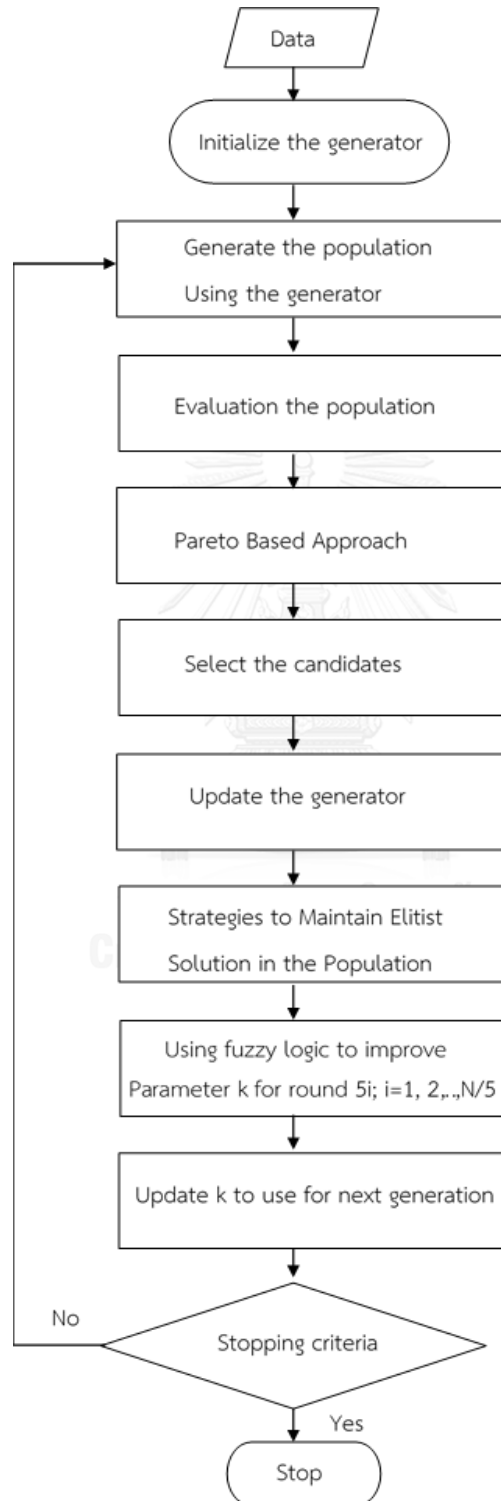 Data
Initialize the generator
Generate the population
Using the generator
Evaluation the population
Pareto Based Approach
Select the candidates
Update the generator
Strategies to Maintain Elitist
Solution in the Population
Using fuzzy logic to improve
Parameter k for round 5i; i=1, 2,..,N/5
Update k to use for next generation
No
Stopping criteria
Yes
Stop